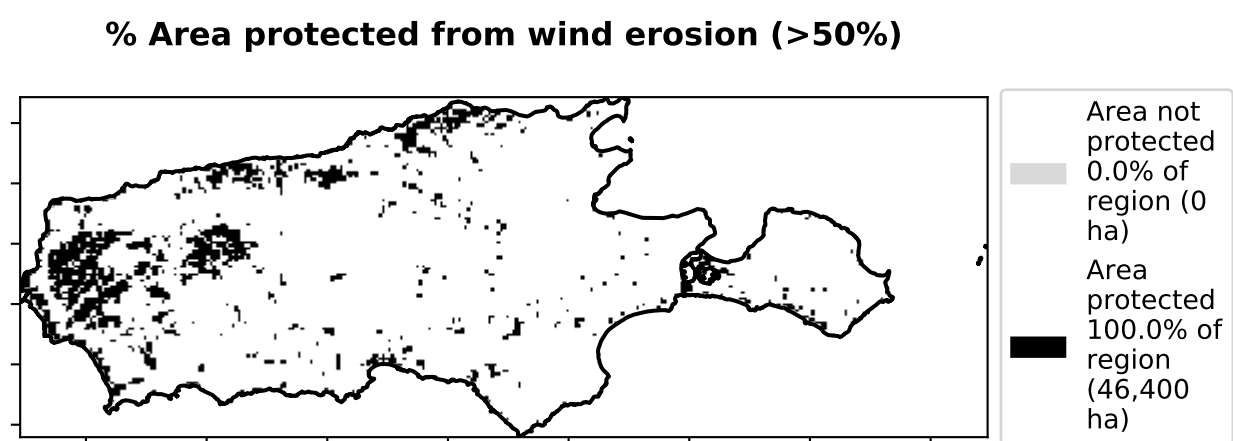 % Area protected from wind erosion (>50%)
Area not
protected
0.0% of
region (0
ha)
Area
protected
100.0% of
region
(46,400
ha)